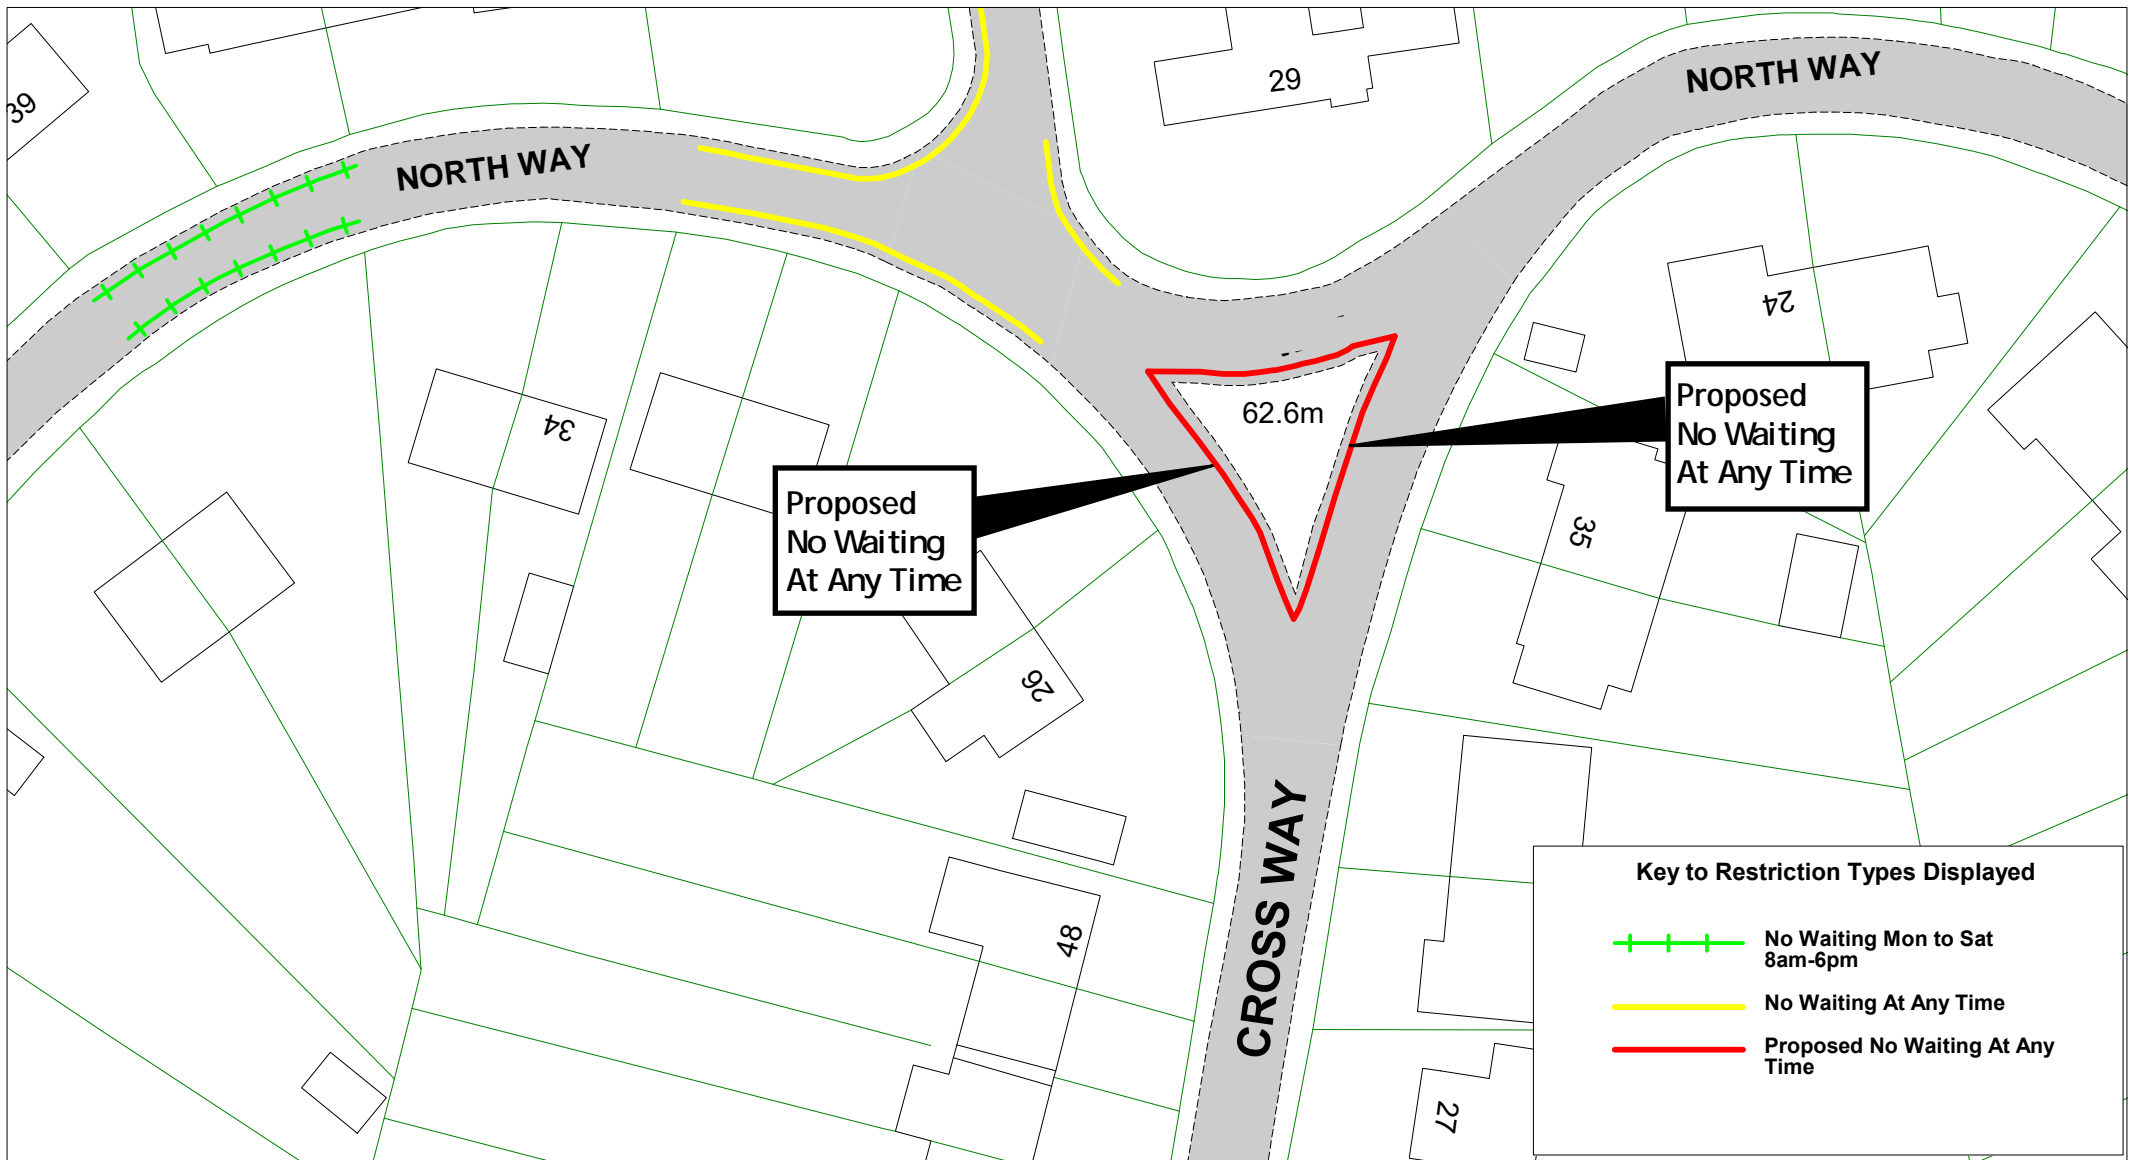 39
NORTH WAY
29
NORTH WAY
24
62.6m
Proposed
No Waiting
At Any Time
34
Proposed
No Waiting
At Any Time
35
26
CROSS WAY
48
27
Key to Restriction Types Displayed
No Waiting Mon to Sat
8am-6pm
No Waiting At Any Time
Proposed No Waiting At Any
Time